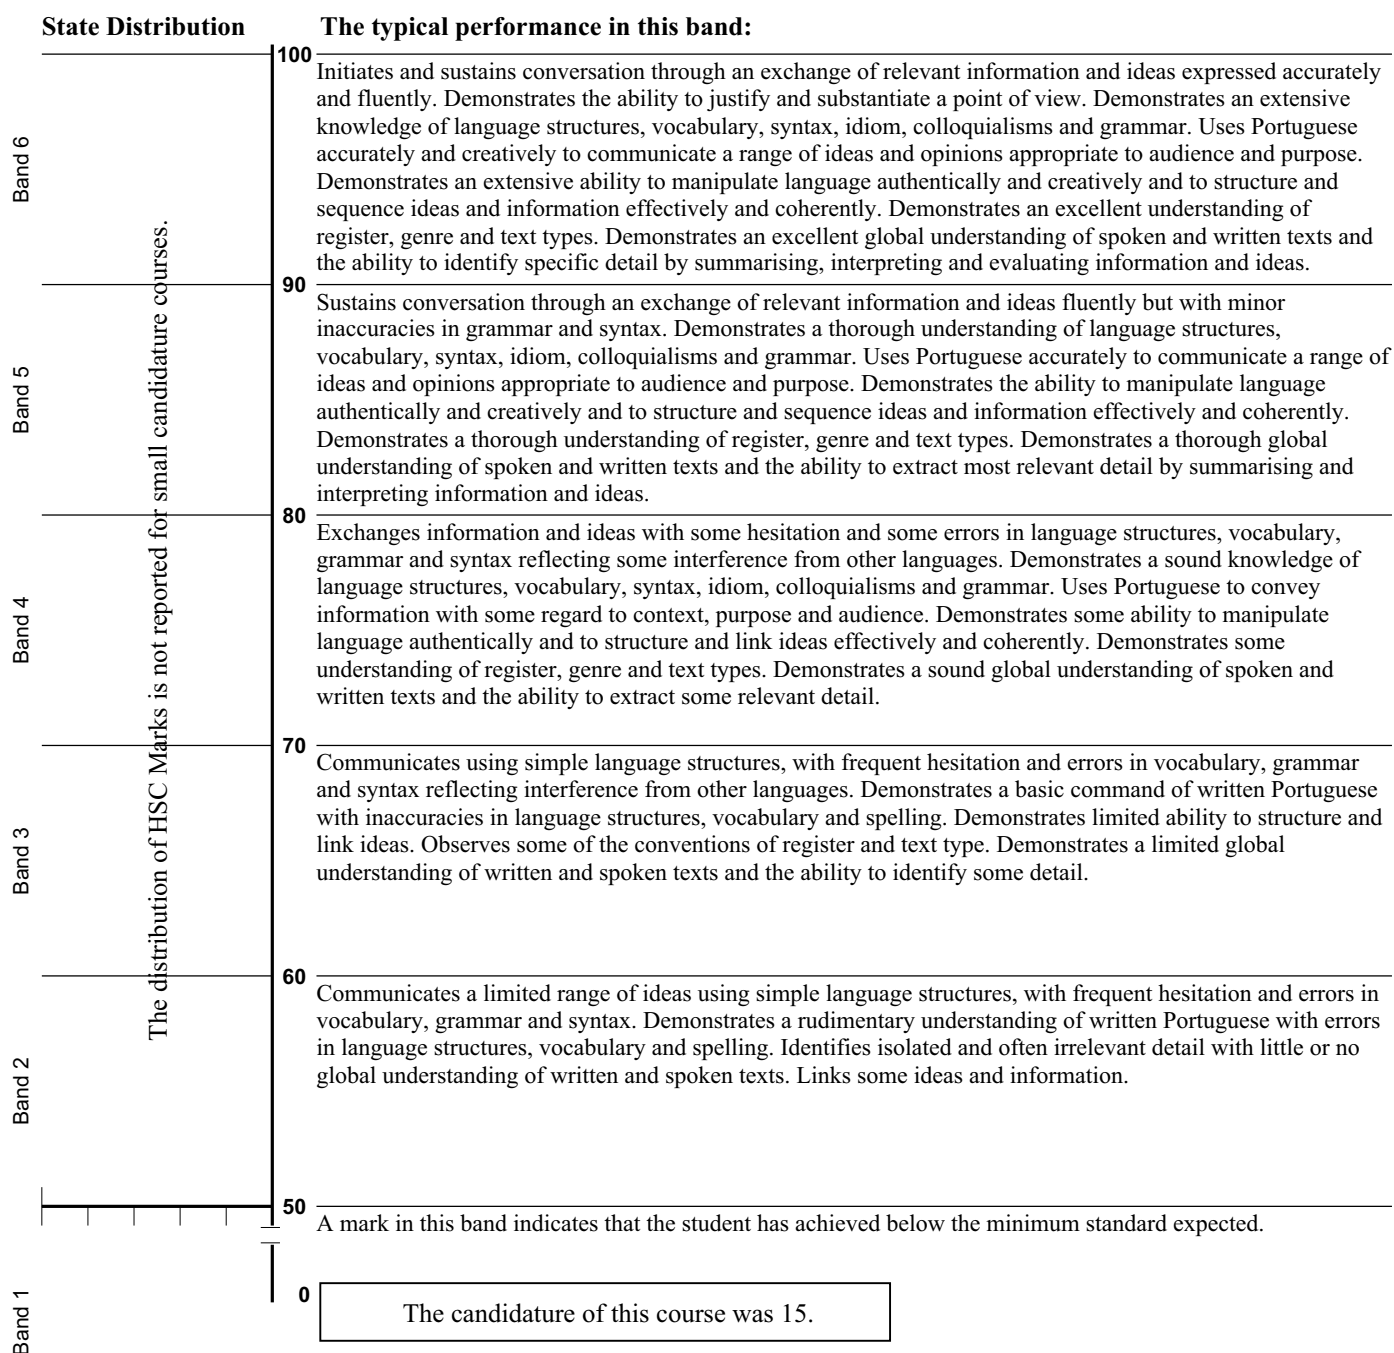 State Distribution
The typical performance in this band:
100
Band 6
Initiates and sustains conversation through an exchange of relevant information and ideas expressed accurately
and fluently. Demonstrates the ability to justify and substantiate a point of view. Demonstrates an extensive
knowledge of language structures, vocabulary, syntax, idiom, colloquialisms and grammar. Uses Portuguese
accurately and creatively to communicate a range of ideas and opinions appropriate to audience and purpose.
Demonstrates an extensive ability to manipulate language authentically and creatively and to structure and
sequence ideas and information effectively and coherently. Demonstrates an excellent understanding of
register, genre and text types. Demonstrates an excellent global understanding of spoken and written texts and
the ability to identify specific detail by summarising, interpreting and evaluating information and ideas.
The distribution of HSC Marks is not reported for small candidature courses.
90
Band 5
Sustains conversation through an exchange of relevant information and ideas fluently but with minor
inaccuracies in grammar and syntax. Demonstrates a thorough understanding of language structures,
vocabulary, syntax, idiom, colloquialisms and grammar. Uses Portuguese accurately to communicate a range of
ideas and opinions appropriate to audience and purpose. Demonstrates the ability to manipulate language
authentically and creatively and to structure and sequence ideas and information effectively and coherently.
Demonstrates a thorough understanding of register, genre and text types. Demonstrates a thorough global
understanding of spoken and written texts and the ability to extract most relevant detail by summarising and
interpreting information and ideas.
80
Band 4
Exchanges information and ideas with some hesitation and some errors in language structures, vocabulary,
grammar and syntax reflecting some interference from other languages. Demonstrates a sound knowledge of
language structures, vocabulary, syntax, idiom, colloquialisms and grammar. Uses Portuguese to convey
information with some regard to context, purpose and audience. Demonstrates some ability to manipulate
language authentically and to structure and link ideas effectively and coherently. Demonstrates some
understanding of register, genre and text types. Demonstrates a sound global understanding of spoken and
written texts and the ability to extract some relevant detail.
70
Band 3
Communicates using simple language structures, with frequent hesitation and errors in vocabulary, grammar
and syntax reflecting interference from other languages. Demonstrates a basic command of written Portuguese
with inaccuracies in language structures, vocabulary and spelling. Demonstrates limited ability to structure and
link ideas. Observes some of the conventions of register and text type. Demonstrates a limited global
understanding of written and spoken texts and the ability to identify some detail.
60
Band 2
Communicates a limited range of ideas using simple language structures, with frequent hesitation and errors in
vocabulary, grammar and syntax. Demonstrates a rudimentary understanding of written Portuguese with errors
in language structures, vocabulary and spelling. Identifies isolated and often irrelevant detail with little or no
global understanding of written and spoken texts. Links some ideas and information.
50
A mark in this band indicates that the student has achieved below the minimum standard expected.
Band 1
0
The candidature of this course was 15.